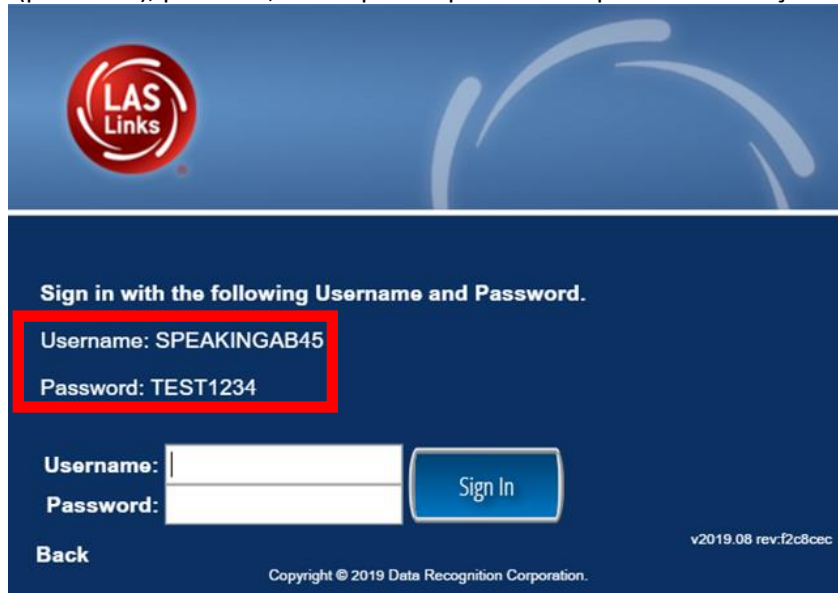 LAS
Links
Sign in with the following Username and Password.
Username: SPEAKINGAB45
Password: TEST1234
Username:
Sign In
Password:
v2019.08 rev:f2c8cec
Back
Copyright © 2019 Data Recognition Corporation.